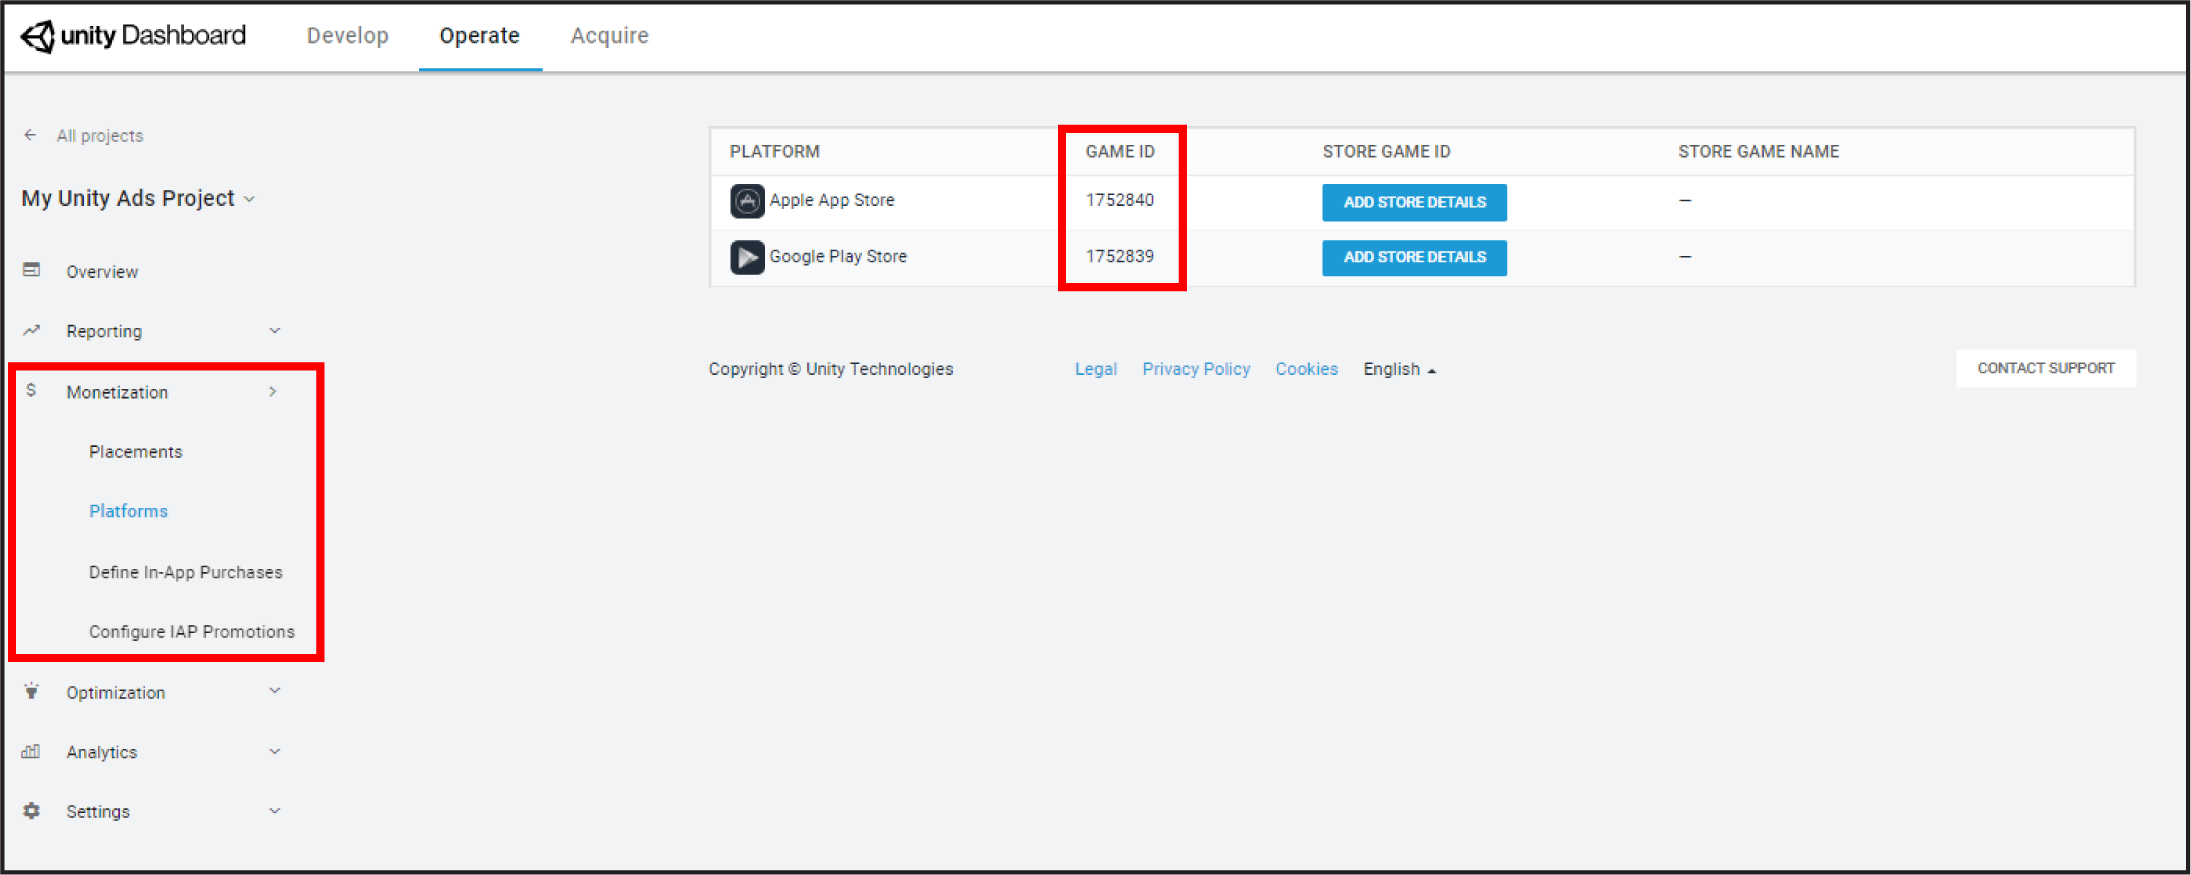 unity Dashboard Develop Operate Acquire
All projects
My Unity Ads Project
Overview
Reporting
Monetization
Placements
Platforms
Define In-App Purchases
Configure IAP Promotions
Optimization
Analytics
Settings
PLATFORM GAME ID STORE GAME ID STORE GAME NAME
Apple App Store 1752840 ADD STORE DETAILS –
Google Play Store 1752839 ADD STORE DETAILS –
Copyright © Unity Technologies Legal Privacy Policy Cookies English CONTACT SUPPORT